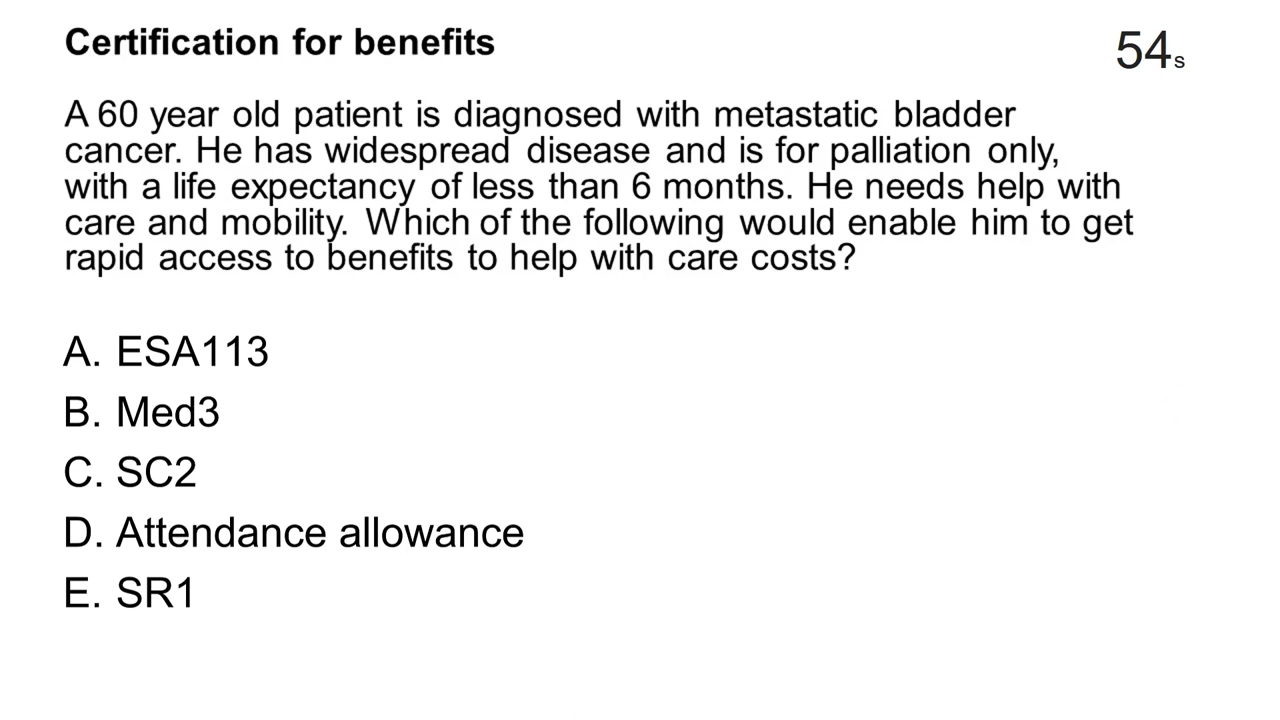 Certification for benefits
54s
A 60 year old patient is diagnosed with metastatic bladder
cancer. He has widespread disease and is for palliation only,
with a life expectancy of less than 6 months. He needs help with
care and mobility. Which of the following would enable him to get
rapid access to benefits to help with care costs?
A. ESA113
B. Med3
C. SC2
D. Attendance allowance
E. SR1